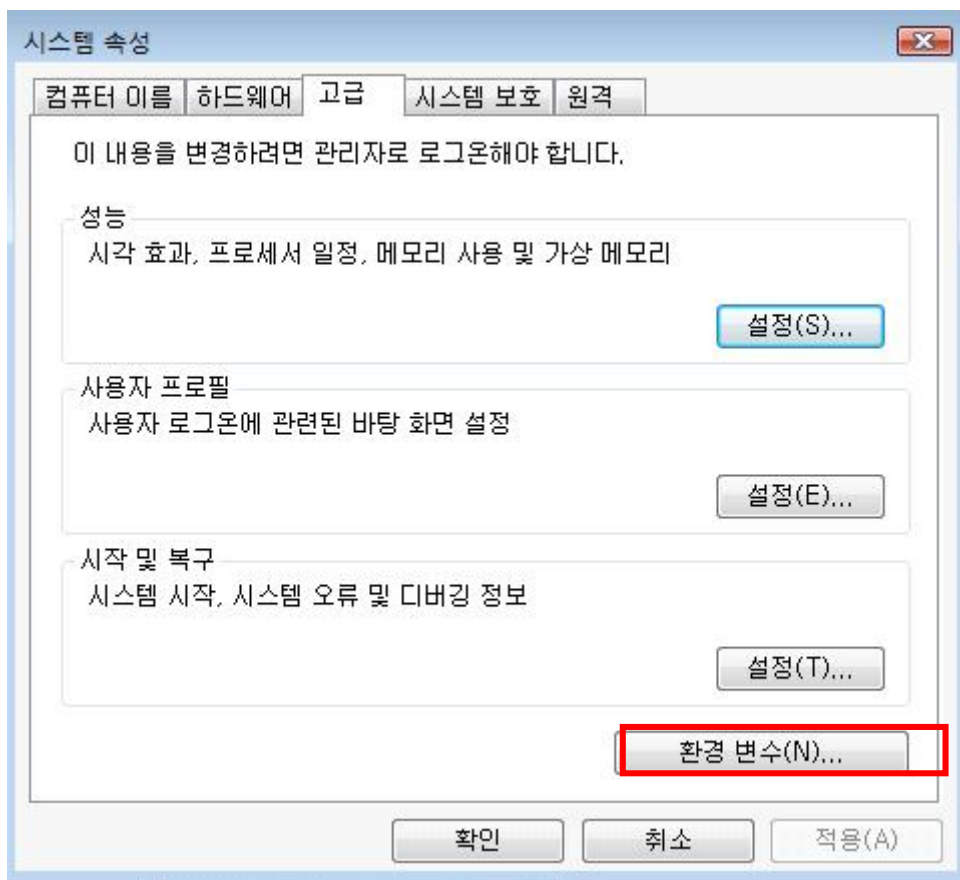 시스템 속성
컴퓨터 이름 하드웨어 고급 시스템 보호 원격
이 내용을 변경하려면 관리자로 로그온해야 합니다.
성능
시각 효과, 프로세서 일정, 메모리 사용 및 가상 메모리
설정(S)...
사용자 프로필
사용자 로그온에 관련된 바탕 화면 설정
설정(E)...
시작 및 복구
시스템 시작, 시스템 오류 및 디버깅 정보
설정(T)...
환경 변수(N)...
확인 취소 적용(A)